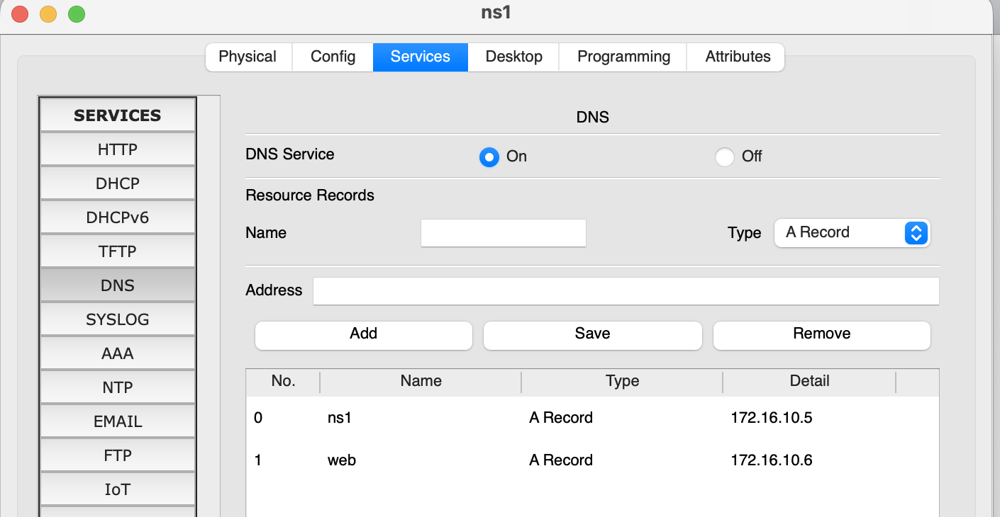 ns1
Physical Config Services Desktop Programming Attributes
SERVICES
HTTP
DHCP
DHCPv6
TFTP
DNS
SYSLOG
AAA
NTP
EMAIL
FTP
IoT
DNS
DNS Service On Off
Resource Records
Name Type A Record
Address
Add Save Remove
No. Name Type Detail
0 ns1 A Record 172.16.10.5
1 web A Record 172.16.10.6